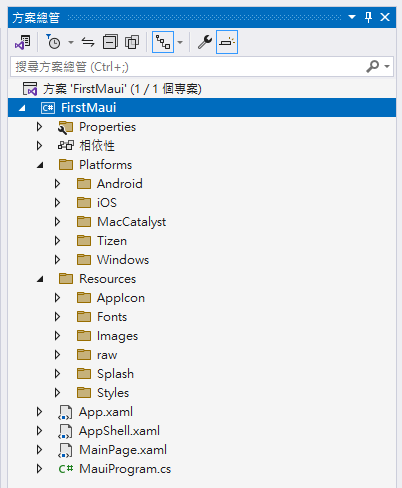 方案總管
搜尋方案總管 (Ctrl+;)
方案 'FirstMaui' (1 / 1 個專案)
C# FirstMaui
Properties
相依性
Platforms
Android
iOS
MacCatalyst
Tizen
Windows
Resources
AppIcon
Fonts
Images
raw
Splash
Styles
App.xaml
AppShell.xaml
MainPage.xaml
C# MauiProgram.cs